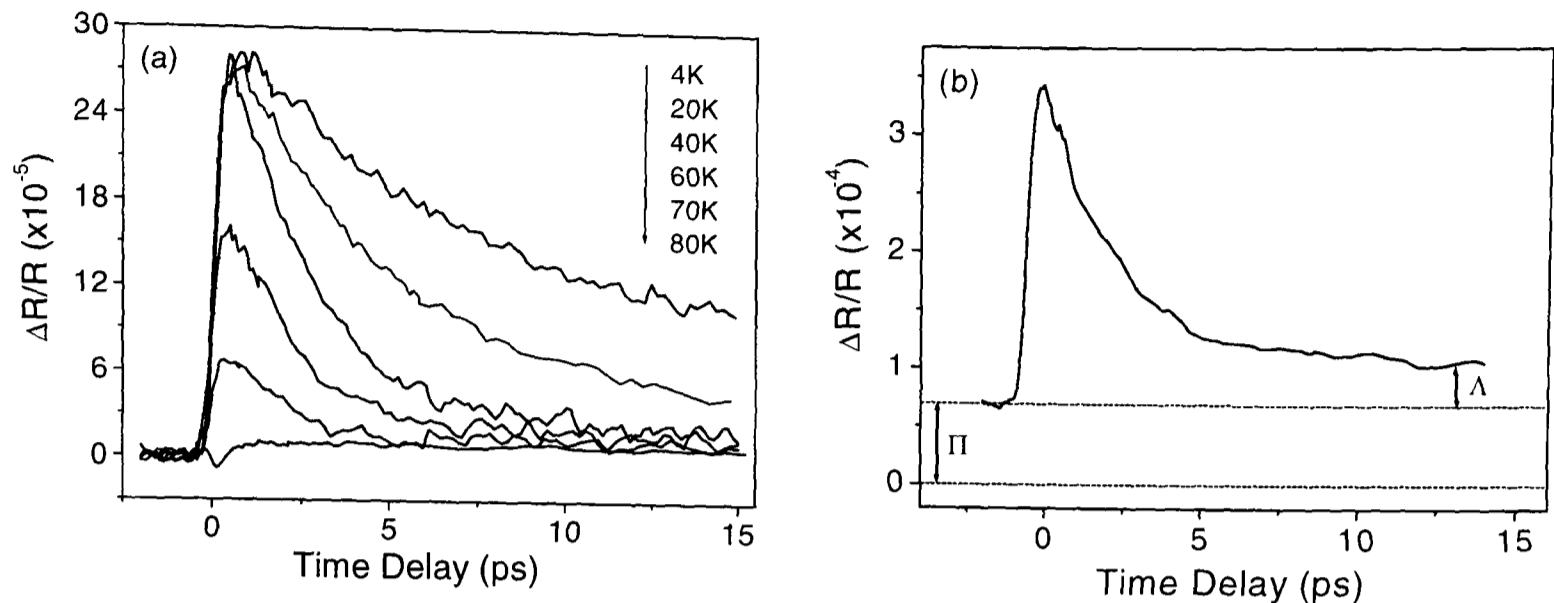 (a)
30
24
18
12
6
0
ΔR/R (x10⁻⁵)
4K
20K
40K
60K
70K
80K
0
5
10
15
Time Delay (ps)
(b)
3
2
1
0
ΔR/R (x10⁻⁴)
Λ
Π
0
5
10
15
Time Delay (ps)